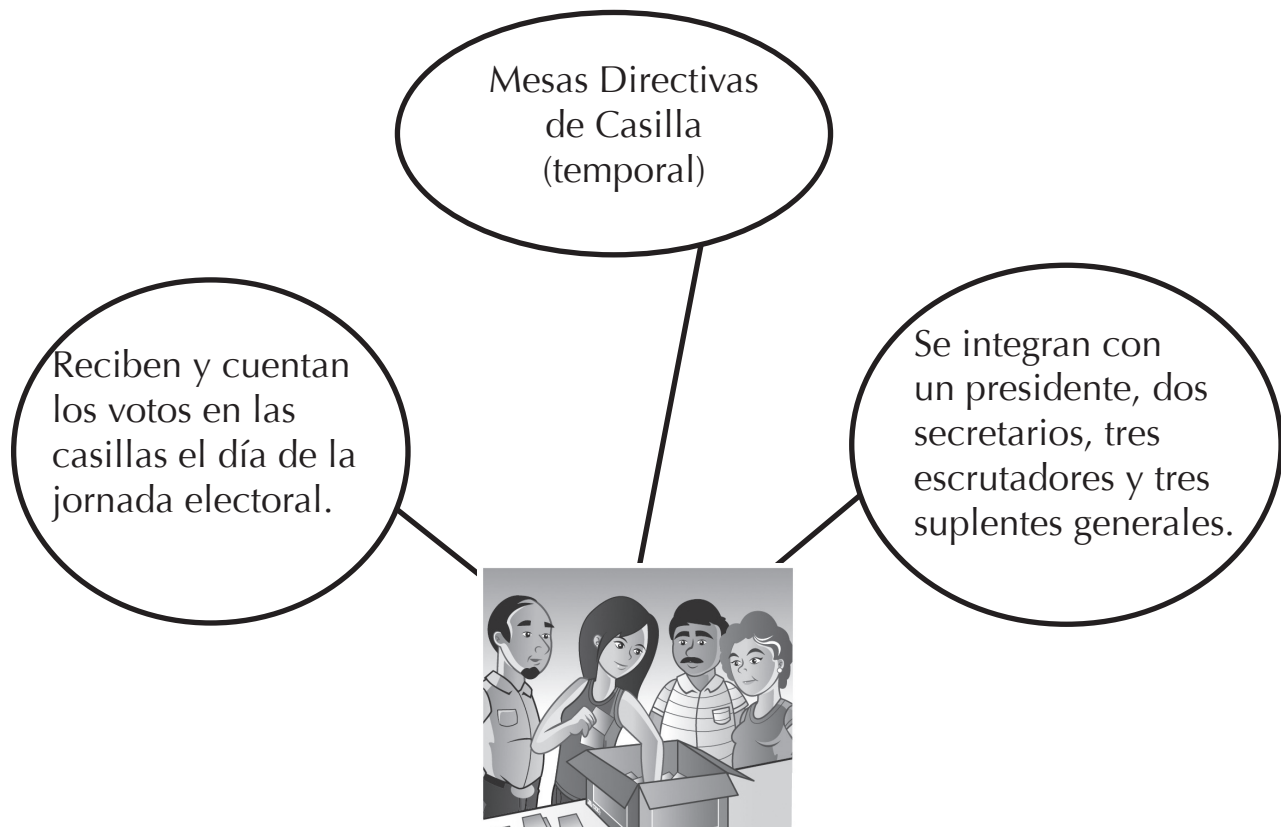 Mesas Directivas
de Casilla
(temporal)
Reciben y cuentan
los votos en las
casillas el día de la
jornada electoral.
Se integran con
un presidente, dos
secretarios, tres
escrutadores y tres
suplentes generales.